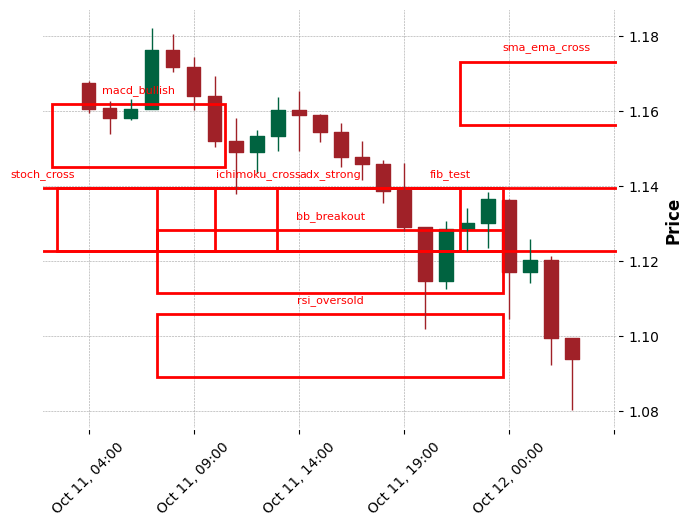 1.18
sma_ema_cross
macd_bullish
1.16
stoch_cross
ichimoku_cross
adx_strong
fib_test
1.14
bb_breakout
Price
1.12
rsi_oversold
1.10
1.08
Oct 11, 04:00
Oct 11, 09:00
Oct 11, 14:00
Oct 11, 19:00
Oct 12, 00:00